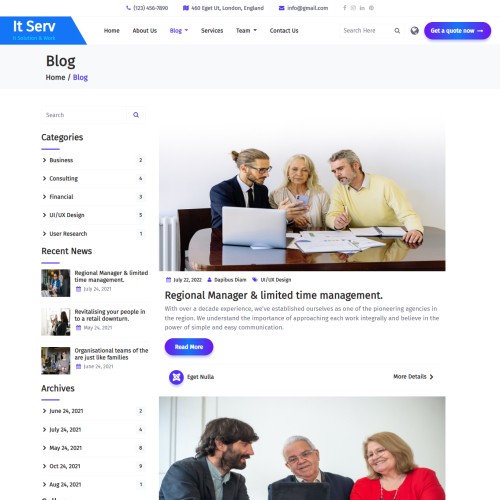 (123) 456-7890
460 Eget Ut, London, England
info@gmail.com
It Serv
It Solution & Work
Home
About Us
Blog
Services
Team
Contact Us
Search Here
Get a quote now
Blog
Home / Blog
Search
Categories
Business 2
Consulting 4
Financial 3
UI/UX Design 5
User Research 1
Recent News
Regional Manager & limited
time management.
July 24, 2021
Revitalising your people in
to a retail downturn.
May 24, 2021
Organisational teams of the
are just like families
June 24, 2021
Archives
June 24, 2021 2
July 24, 2021 4
May 24, 2021 8
Oct 24, 2021 9
Aug 24, 2021
July 22, 2022
Dapibus Diam
UI/UX Design
Regional Manager & limited time management.
With over a decade experience, we've established ourselves as one of the pioneering agencies in
the region. We understand the importance of approaching each work integrally and believe in the
power of simple and easy communication.
Read More
Eget Nulla
More Details